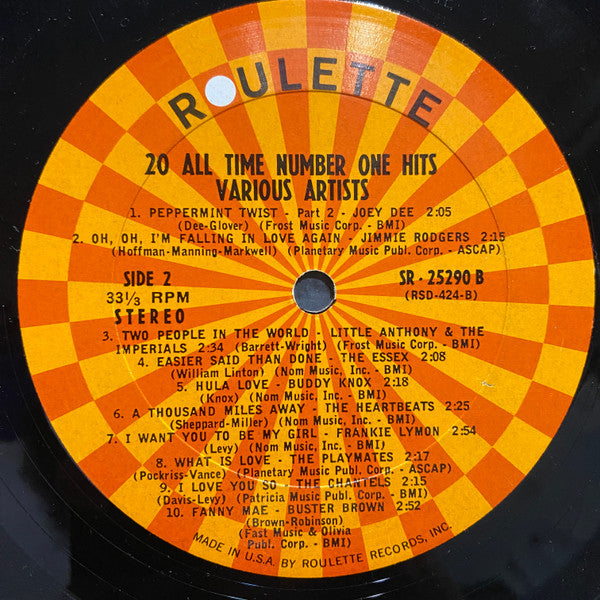 ROULETTE
20 ALL TIME NUMBER ONE HITS
VARIOUS ARTISTS
1. PEPPERMINT TWIST - Part 2 - JOEY DEE 2:05
(Dee-Glover) (Frost Music Corp. - BMI)
2. OH, OH, I'M FALLING IN LOVE AGAIN - JIMMIE RODGERS 2:15
(Hoffman-Manning-Markwell) (Planetary Music Publ. Corp. - ASCAP)
SIDE 2
33⅓ RPM
STEREO
SR - 25290 B
(RSD-424-B)
3. TWO PEOPLE IN THE WORLD - LITTLE ANTHONY & THE
IMPERIALS 2:34 (Barrett-Wright) (Frost Music Corp. - BMI)
4. EASIER SAID THAN DONE - THE ESSEX 2:08
(William Linton) (Nom Music, Inc. - BMI)
5. HULA LOVE - BUDDY KNOX 2:18
(Knox) (Nom Music, Inc. - BMI)
6. A THOUSAND MILES AWAY - THE HEARTBEATS 2:25
(Sheppard-Miller) (Nom Music, Inc. - BMI)
7. I WANT YOU TO BE MY GIRL - FRANKIE LYMON 2:54
(Levy) (Nom Music, Inc. - BMI)
8. WHAT IS LOVE - THE PLAYMATES 2:17
(Pockriss-Vance) (Planetary Music Publ. Corp. - ASCAP)
9. I LOVE YOU SO - THE CHANTELS 2:15
(Davis-Levy) (Patricia Music Publ. Corp. - BMI)
10. FANNY MAE - BUSTER BROWN 2:52
(Brown-Robinson)
(Fast Music & Olivia
Publ. Corp. - BMI)
MADE IN U.S.A. BY ROULETTE RECORDS, INC.